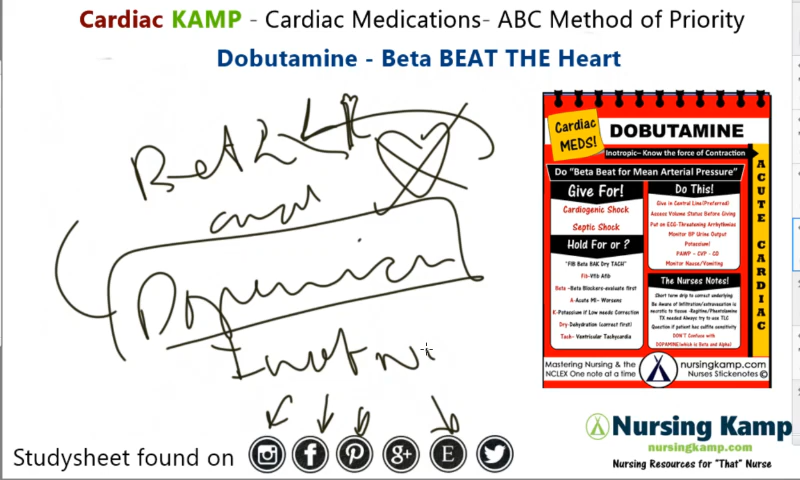 Cardiac KAMP - Cardiac Medications- ABC Method of Priority
Dobutamine - Beta BEAT THE Heart
and
Cardiac
MEDS!
DOBUTAMINE
Inotropic- Know the force of Contraction
Do "Beta Beat for Mean Arterial Pressure"
Give For!
Cardiogenic Shock
Septic Shock
Hold For or ?
"FIB Beta BAK Dry TACH"
Fib-Vfib Afib
Beta -Beta Blockers-evaluate first
A-Acute MI- Worsens
K-Potassium if Low needs Correction
Dry-Dehydration (correct first)
Tach- Ventricular Tachycardia
Do This!
Give in Central Line(Preferred)
Assess Volume Status Before Giving
Put on ECG-Threatening Arrhythmias
Monitor BP Urine Output
Potassium!
PAWP - CVP - CO
Monitor Nause/Vomiting
The Nurses Notes!
Short term drip to correct underlying
Be Aware of Infiltration/extravasation is
necrotic to tissue -Regitine/Phentolamine
TX needed Always try to use TLC
Question if patient has sulfite sensitivity
DON'T Confuse with
DOPAMINE(which is Beta and Alpha)
ACUTE CARDIAC
Mastering Nursing & the
NCLEX One note at a time
nursingkamp.com
Nurses Stickenotes ©
Nursing Kamp
nursingkamp.com
Nursing Resources for "That" Nurse
Studysheet found on